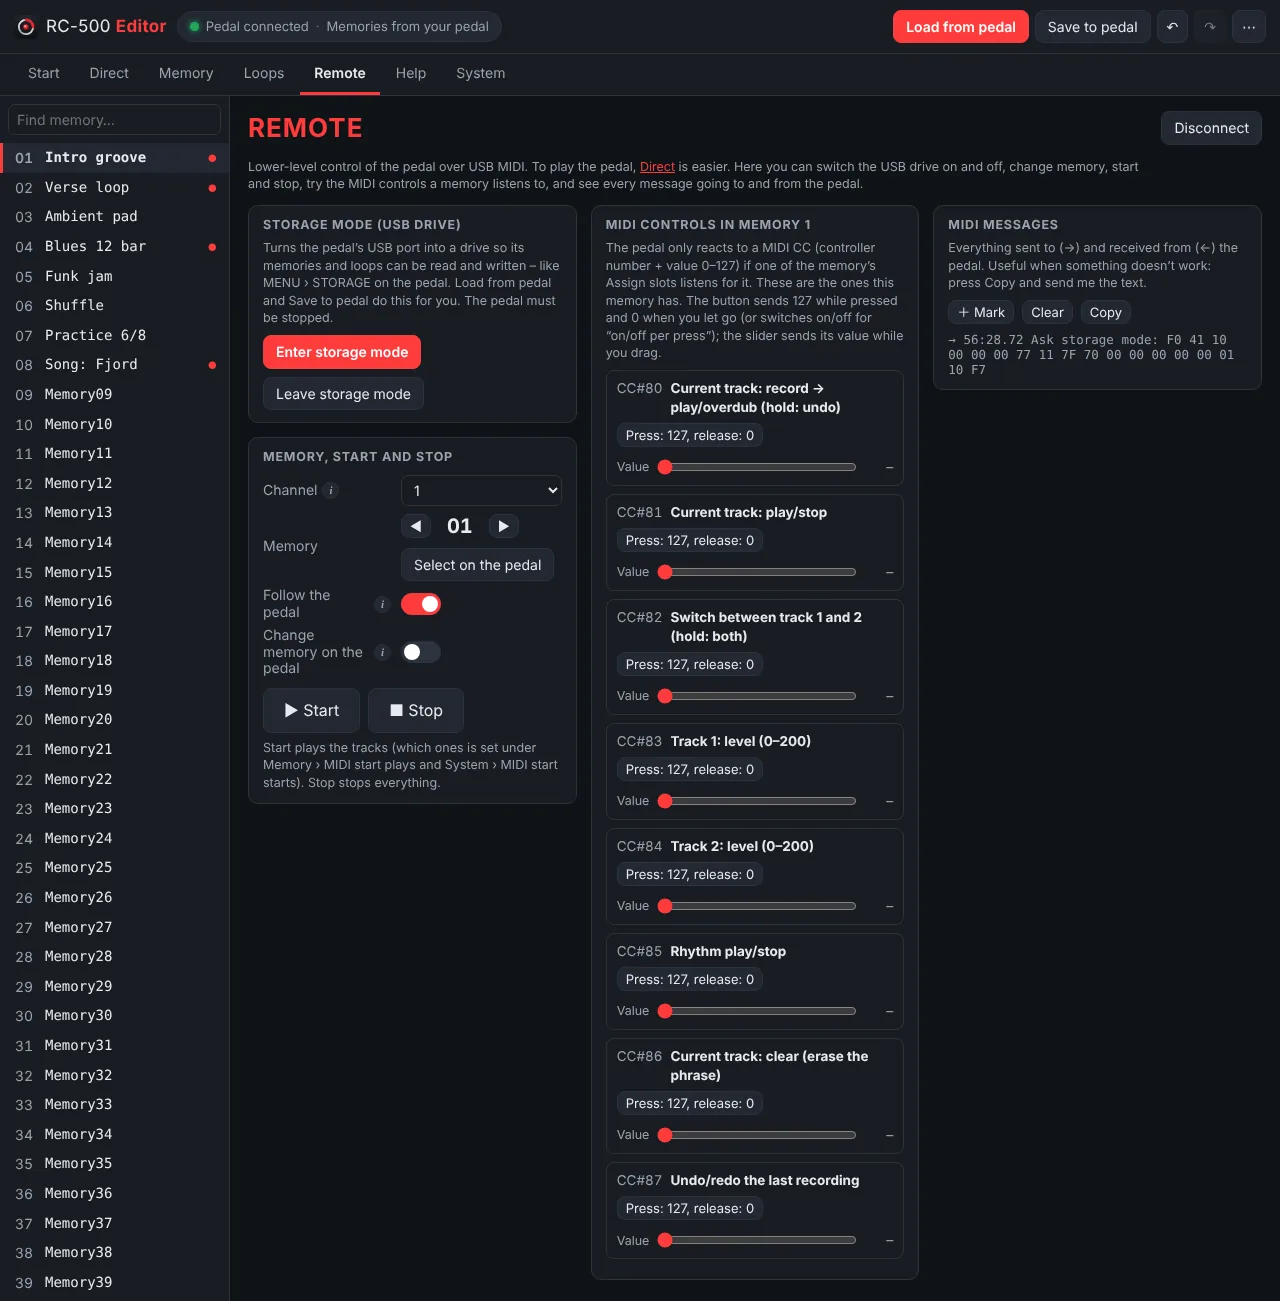 RC-500 Editor
Pedal connected · Memories from your pedal
Load from pedal
Save to pedal
Start
Direct
Memory
Loops
Remote
Help
System
Find memory...
01 Intro groove
02 Verse loop
03 Ambient pad
04 Blues 12 bar
05 Funk jam
06 Shuffle
07 Practice 6/8
08 Song: Fjord
09 Memory09
10 Memory10
11 Memory11
12 Memory12
13 Memory13
14 Memory14
15 Memory15
16 Memory16
17 Memory17
18 Memory18
19 Memory19
20 Memory20
21 Memory21
22 Memory22
23 Memory23
24 Memory24
25 Memory25
26 Memory26
27 Memory27
28 Memory28
29 Memory29
30 Memory30
31 Memory31
32 Memory32
33 Memory33
34 Memory34
35 Memory35
36 Memory36
37 Memory37
38 Memory38
39 Memory39
REMOTE
Disconnect
Lower-level control of the pedal over USB MIDI. To play the pedal, Direct is easier. Here you can switch the USB drive on and off, change memory, start
and stop, try the MIDI controls a memory listens to, and see every message going to and from the pedal.
STORAGE MODE (USB DRIVE)
Turns the pedal's USB port into a drive so its
memories and loops can be read and written – like
MENU › STORAGE on the pedal. Load from pedal
and Save to pedal do this for you. The pedal must
be stopped.
Enter storage mode
Leave storage mode
MEMORY, START AND STOP
Channel i
1
Memory
◀ 01 ▶
Select on the pedal
Follow the
pedal i
Change
memory on the
pedal i
▶ Start
■ Stop
Start plays the tracks (which ones is set under
Memory › MIDI start plays and System › MIDI start
starts). Stop stops everything.
MIDI CONTROLS IN MEMORY 1
The pedal only reacts to a MIDI CC (controller
number + value 0–127) if one of the memory's
Assign slots listens for it. These are the ones this
memory has. The button sends 127 while pressed
and 0 when you let go (or switches on/off for
“on/off per press”); the slider sends its value while
you drag.
CC#80 Current track: record →
play/overdub (hold: undo)
Press: 127, release: 0
Value –
CC#81 Current track: play/stop
Press: 127, release: 0
Value –
CC#82 Switch between track 1 and 2
(hold: both)
Press: 127, release: 0
Value –
CC#83 Track 1: level (0–200)
Press: 127, release: 0
Value –
CC#84 Track 2: level (0–200)
Press: 127, release: 0
Value –
CC#85 Rhythm play/stop
Press: 127, release: 0
Value –
CC#86 Current track: clear (erase the
phrase)
Press: 127, release: 0
Value –
CC#87 Undo/redo the last recording
Press: 127, release: 0
Value –
MIDI MESSAGES
Everything sent to (→) and received from (←) the
pedal. Useful when something doesn't work:
press Copy and send me the text.
+ Mark
Clear
Copy
→ 56:28.72 Ask storage mode: F0 41 10
00 00 00 77 11 7F 70 00 00 00 00 00 01
10 F7